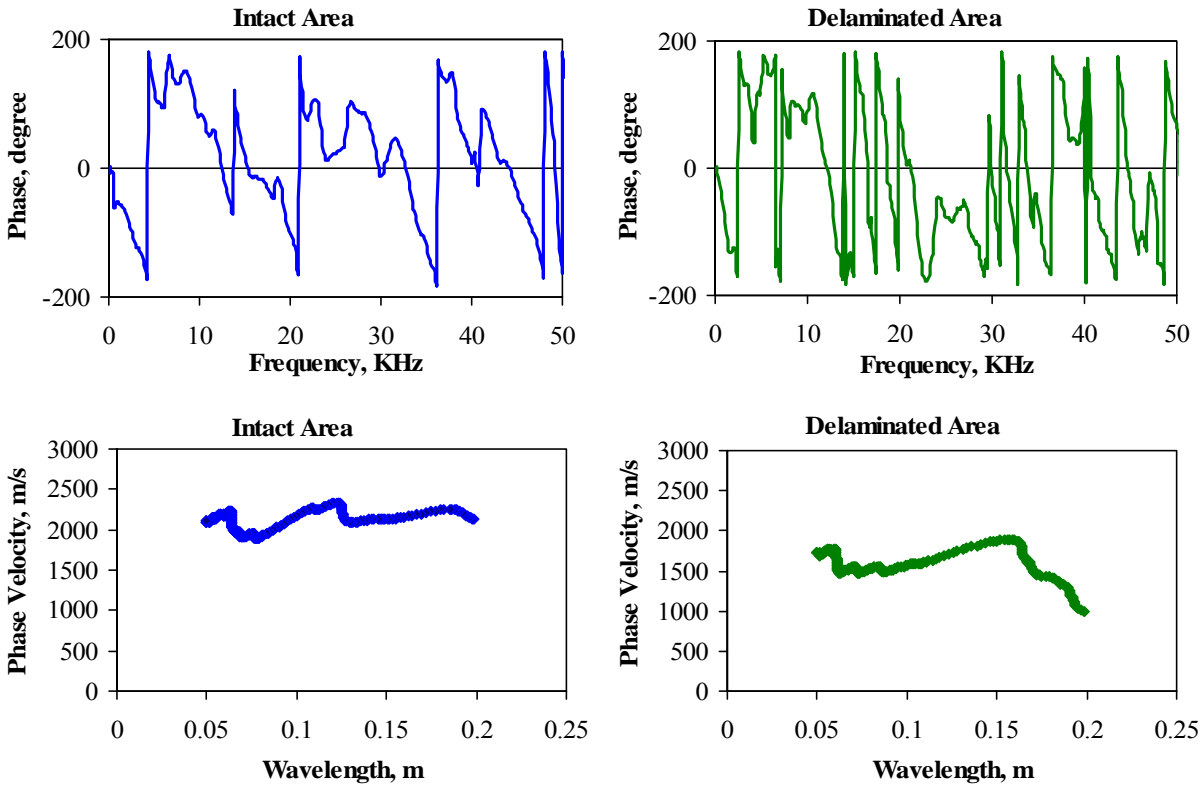 Intact Area
Delaminated Area
200
0
-200
Phase, degree
0 10 20 30 40 50
Frequency, KHz
200
0
-200
Phase, degree
0 10 20 30 40 50
Frequency, KHz
Intact Area
Delaminated Area
3000
2500
2000
1500
1000
500
0
Phase Velocity, m/s
0 0.05 0.1 0.15 0.2 0.25
Wavelength, m
3000
2500
2000
1500
1000
500
0
Phase Velocity, m/s
0 0.05 0.1 0.15 0.2 0.25
Wavelength, m